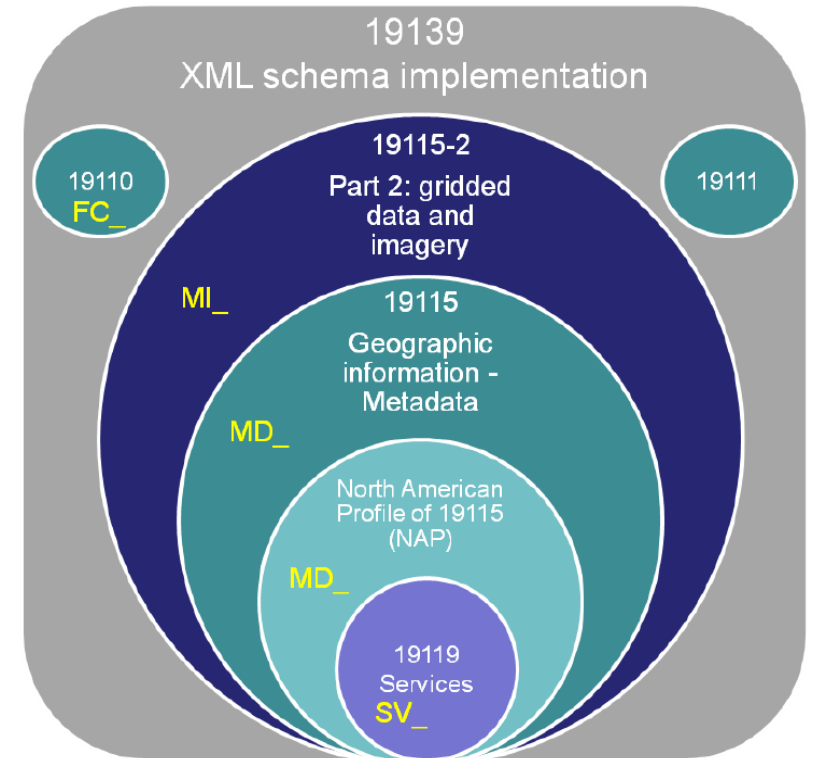 19139
XML schema implementation
19115-2
Part 2: gridded
data and
imagery
19110
FC_
19111
MI_
19115
Geographic
information -
Metadata
MD_
North American
Profile of 19115
(NAP)
MD_
19119
Services
SV_